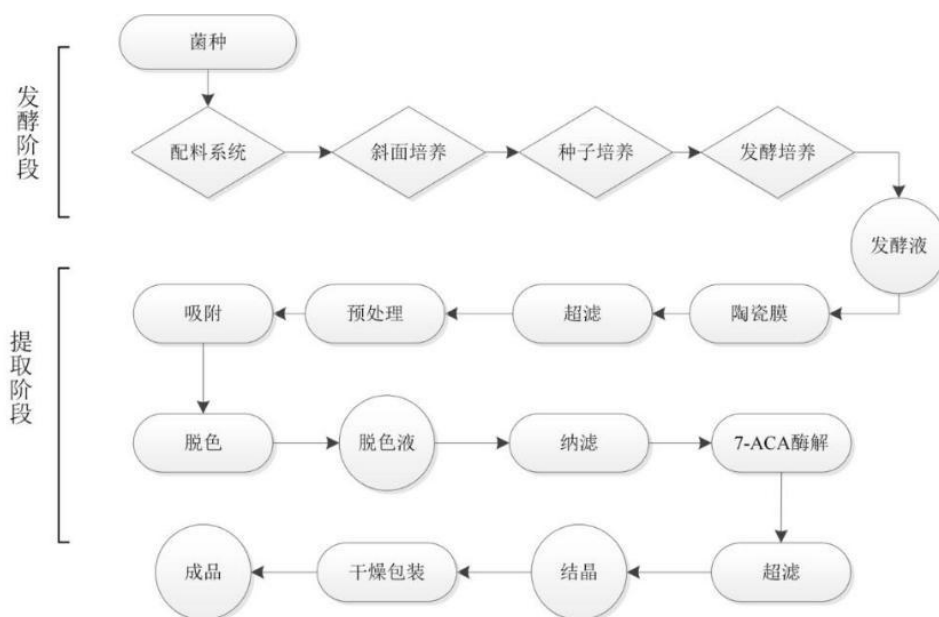 菌种
发酵阶段
配料系统
斜面培养
种子培养
发酵培养
发酵液
提取阶段
吸附
预处理
超滤
陶瓷膜
脱色
脱色液
纳滤
7-ACA酶解
成品
干燥包装
结晶
超滤